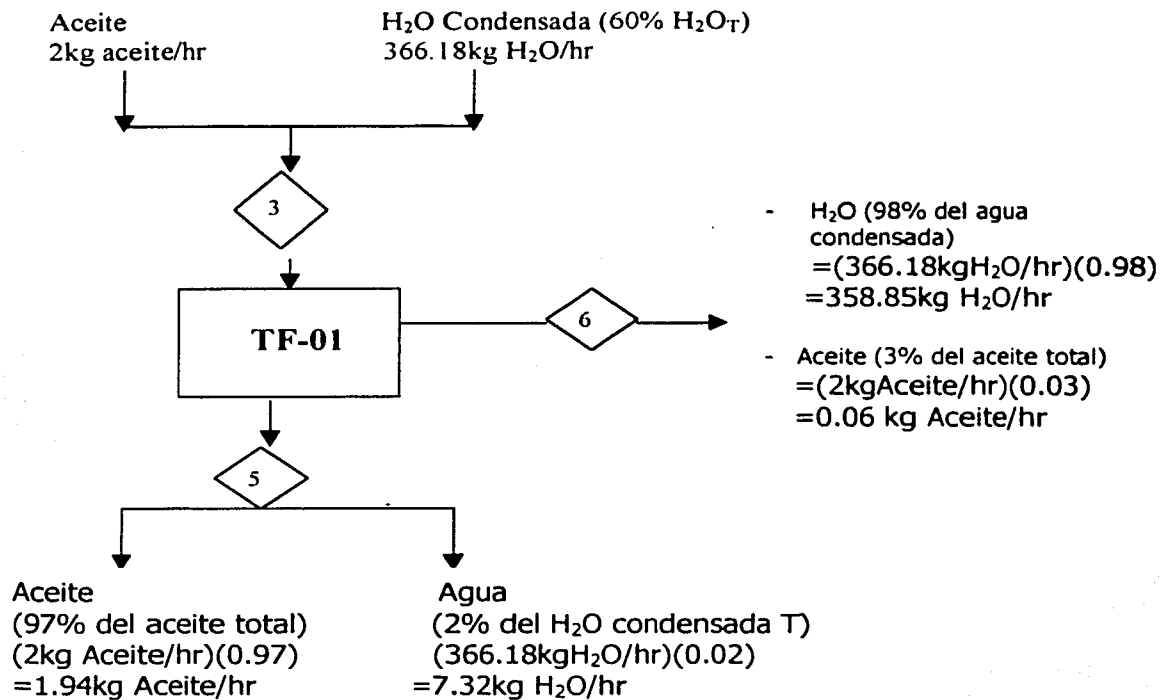 Aceite
2kg aceite/hr
H₂O Condensada (60% H₂O_T)
366.18kg H₂O/hr
3
- H₂O (98% del agua
condensada)
=(366.18kgH₂O/hr)(0.98)
=358.85kg H₂O/hr
TF-01
6
- Aceite (3% del aceite total)
=(2kgAceite/hr)(0.03)
=0.06 kg Aceite/hr
5
Aceite
(97% del aceite total)
(2kg Aceite/hr)(0.97)
=1.94kg Aceite/hr
Agua
(2% del H₂O condensada T)
(366.18kgH₂O/hr)(0.02)
=7.32kg H₂O/hr